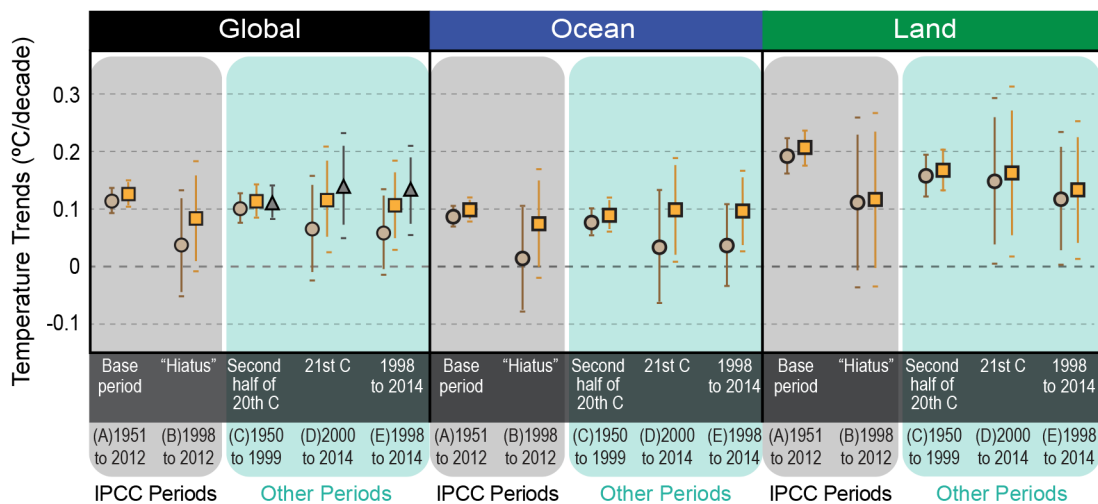 Global Ocean Land
Temperature Trends (ºC/decade)
0.3
0.2
0.1
0
-0.1
Base period
"Hiatus"
Second half of 20th C
21st C
1998 to 2014
Base period
"Hiatus"
Second half of 20th C
21st C
1998 to 2014
Base period
"Hiatus"
Second half of 20th C
21st C
1998 to 2014
(A)1951 to 2012
(B)1998 to 2012
(C)1950 to 1999
(D)2000 to 2014
(E)1998 to 2014
(A)1951 to 2012
(B)1998 to 2012
(C)1950 to 1999
(D)2000 to 2014
(E)1998 to 2014
(A)1951 to 2012
(B)1998 to 2012
(C)1950 to 1999
(D)2000 to 2014
(E)1998 to 2014
IPCC Periods Other Periods IPCC Periods Other Periods IPCC Periods Other Periods